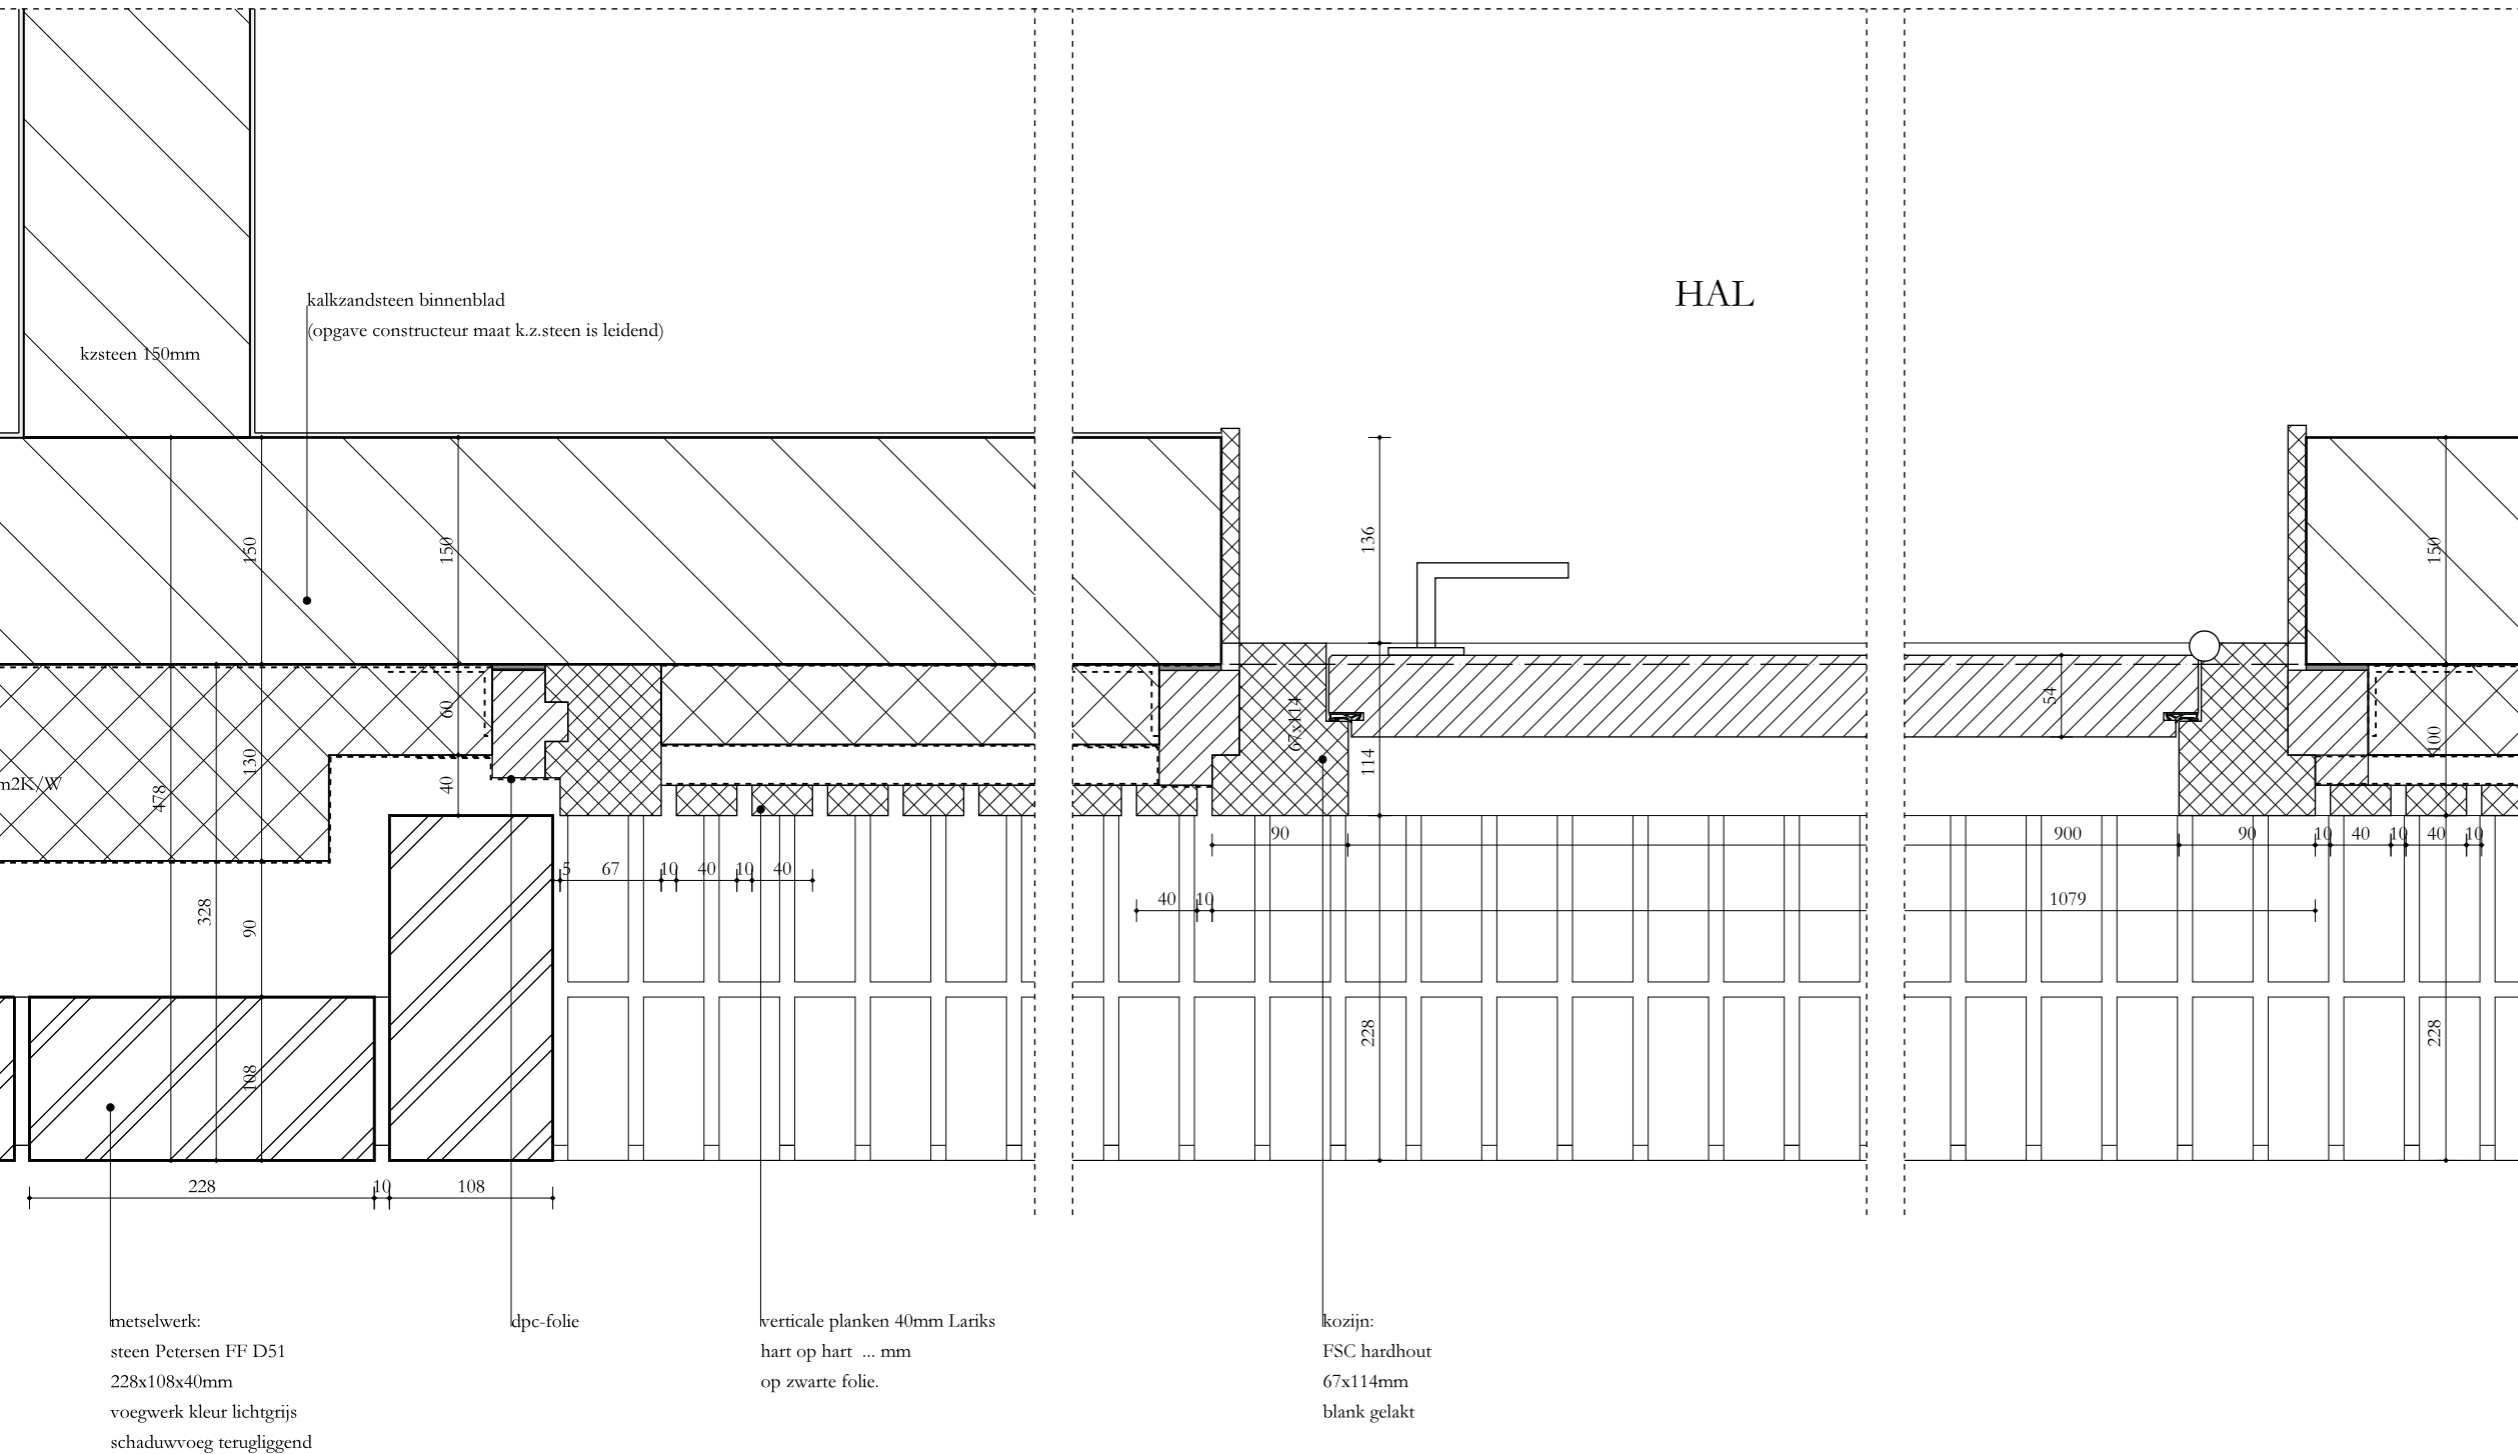 HAL
kalkzandsteen binnenblad
(opgave constructeur maat k.z.steen is leidend)
kzsteen 150mm
150
150
136
150
60
67x114
54
130
40
114
100
m2K/W
478
90
900
90
10
40
10
40
10
5
67
10
40
10
40
328
90
40
10
1079
228
228
108
228
10
108
metselwerk:
steen Petersen FF D51
228x108x40mm
voegwerk kleur lichtgrijs
schaduwvoeg terugliggend
dpc-folie
verticale planken 40mm Lariks
hart op hart ... mm
op zwarte folie.
kozijn:
FSC hardhout
67x114mm
blank gelakt